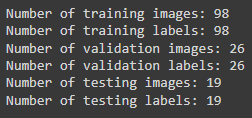 Number of training images: 98
Number of training labels: 98
Number of validation images: 26
Number of validation labels: 26
Number of testing images: 19
Number of testing labels: 19